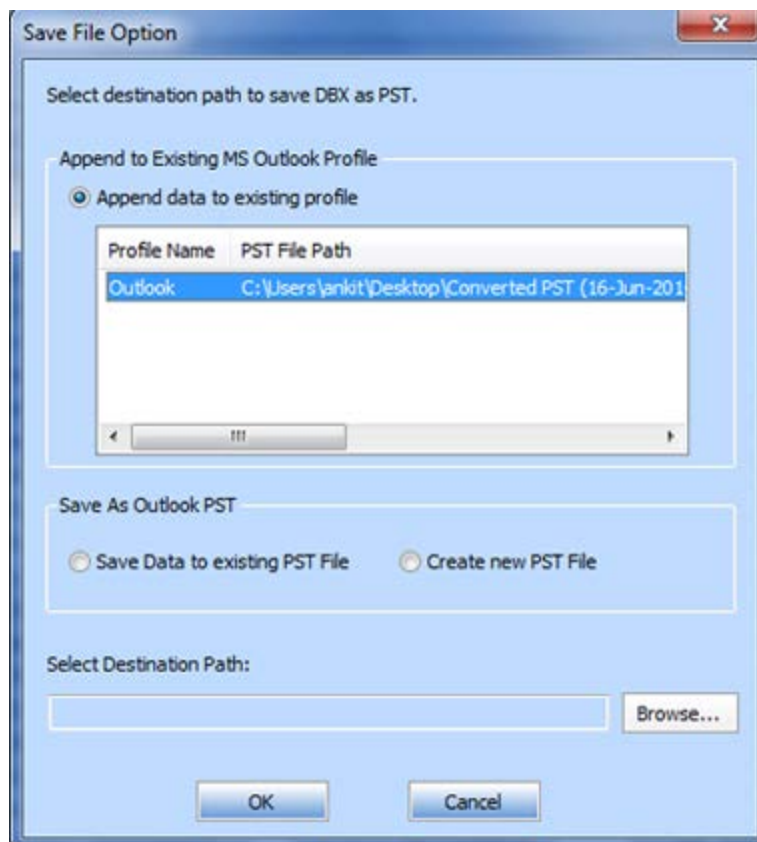 Save File Option
Select destination path to save DBX as PST.
Append to Existing MS Outlook Profile
Append data to existing profile
Profile Name PST File Path
Outlook C:\Users\ankit\Desktop\Converted PST (16-Jun-201
Save As Outlook PST
Save Data to existing PST File Create new PST File
Select Destination Path:
Browse...
OK Cancel